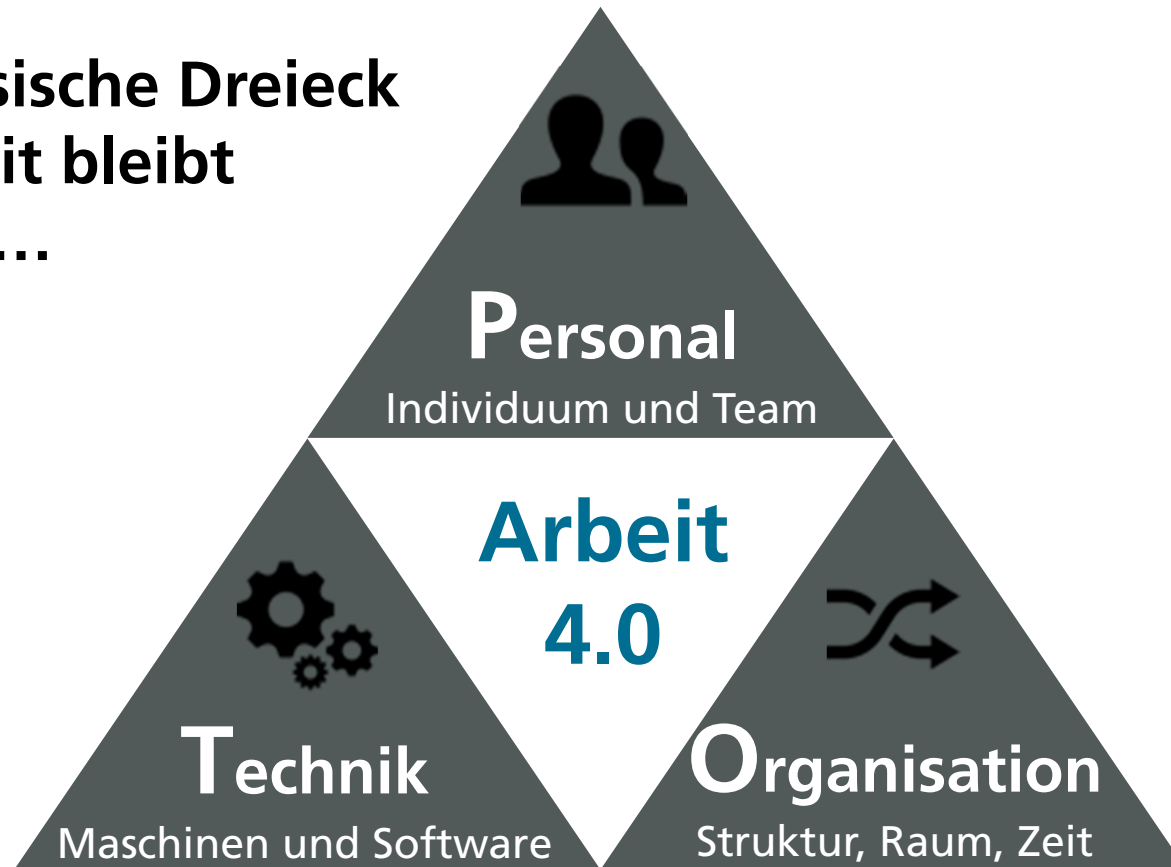 sische Dreieck
it bleibt
…
Personal
Individuum und Team
Arbeit
4.0
Technik
Maschinen und Software
Organisation
Struktur, Raum, Zeit